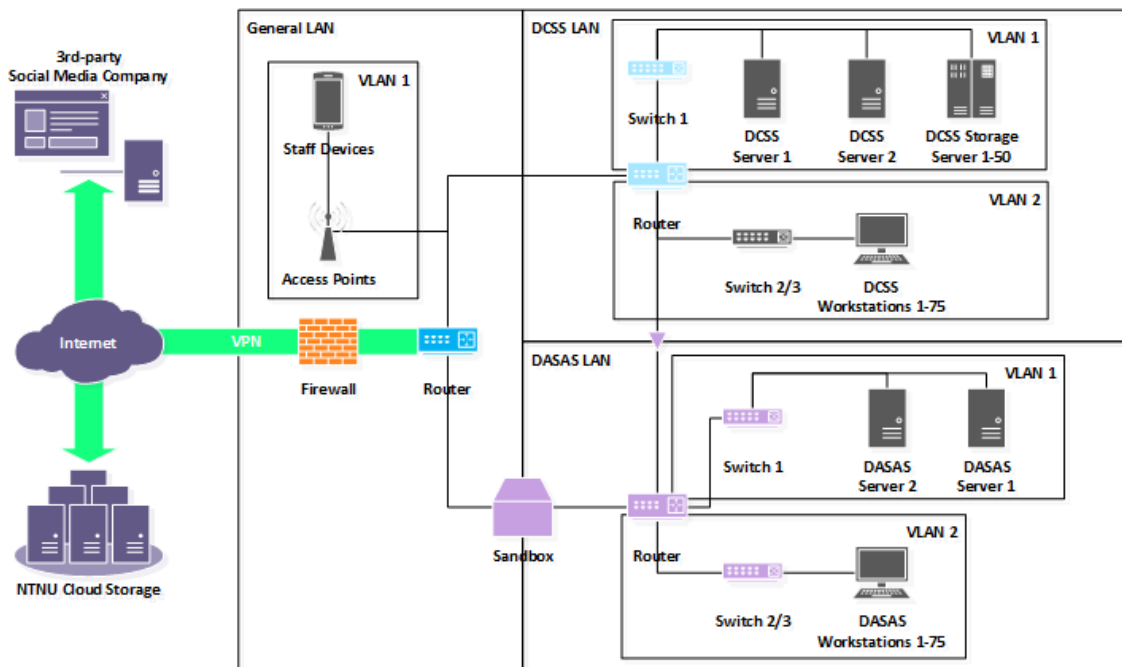 3rd-party
Social Media Company
Internet
NTNU Cloud Storage
General LAN
VLAN 1
Staff Devices
Access Points
VPN
Firewall
Router
Sandbox
DCSS LAN
VLAN 1
Switch 1
DCSS
Server 1
DCSS
Server 2
DCSS Storage
Server 1-50
Router
VLAN 2
Switch 2/3
DCSS
Workstations 1-75
DASAS LAN
VLAN 1
Switch 1
DASAS
Server 2
DASAS
Server 1
Router
VLAN 2
Switch 2/3
DASAS
Workstations 1-75